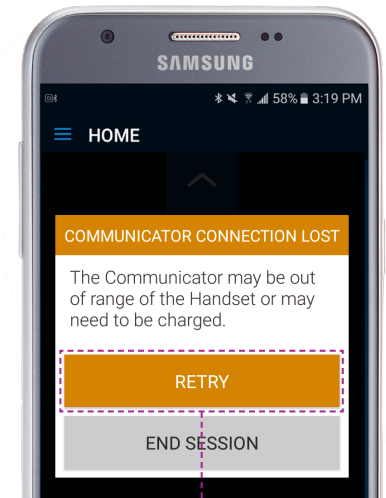 SAMSUNG
58% 3:19 PM
HOME
COMMUNICATOR CONNECTION LOST
The Communicator may be out
of range of the Handset or may
need to be charged.
RETRY
END SESSION